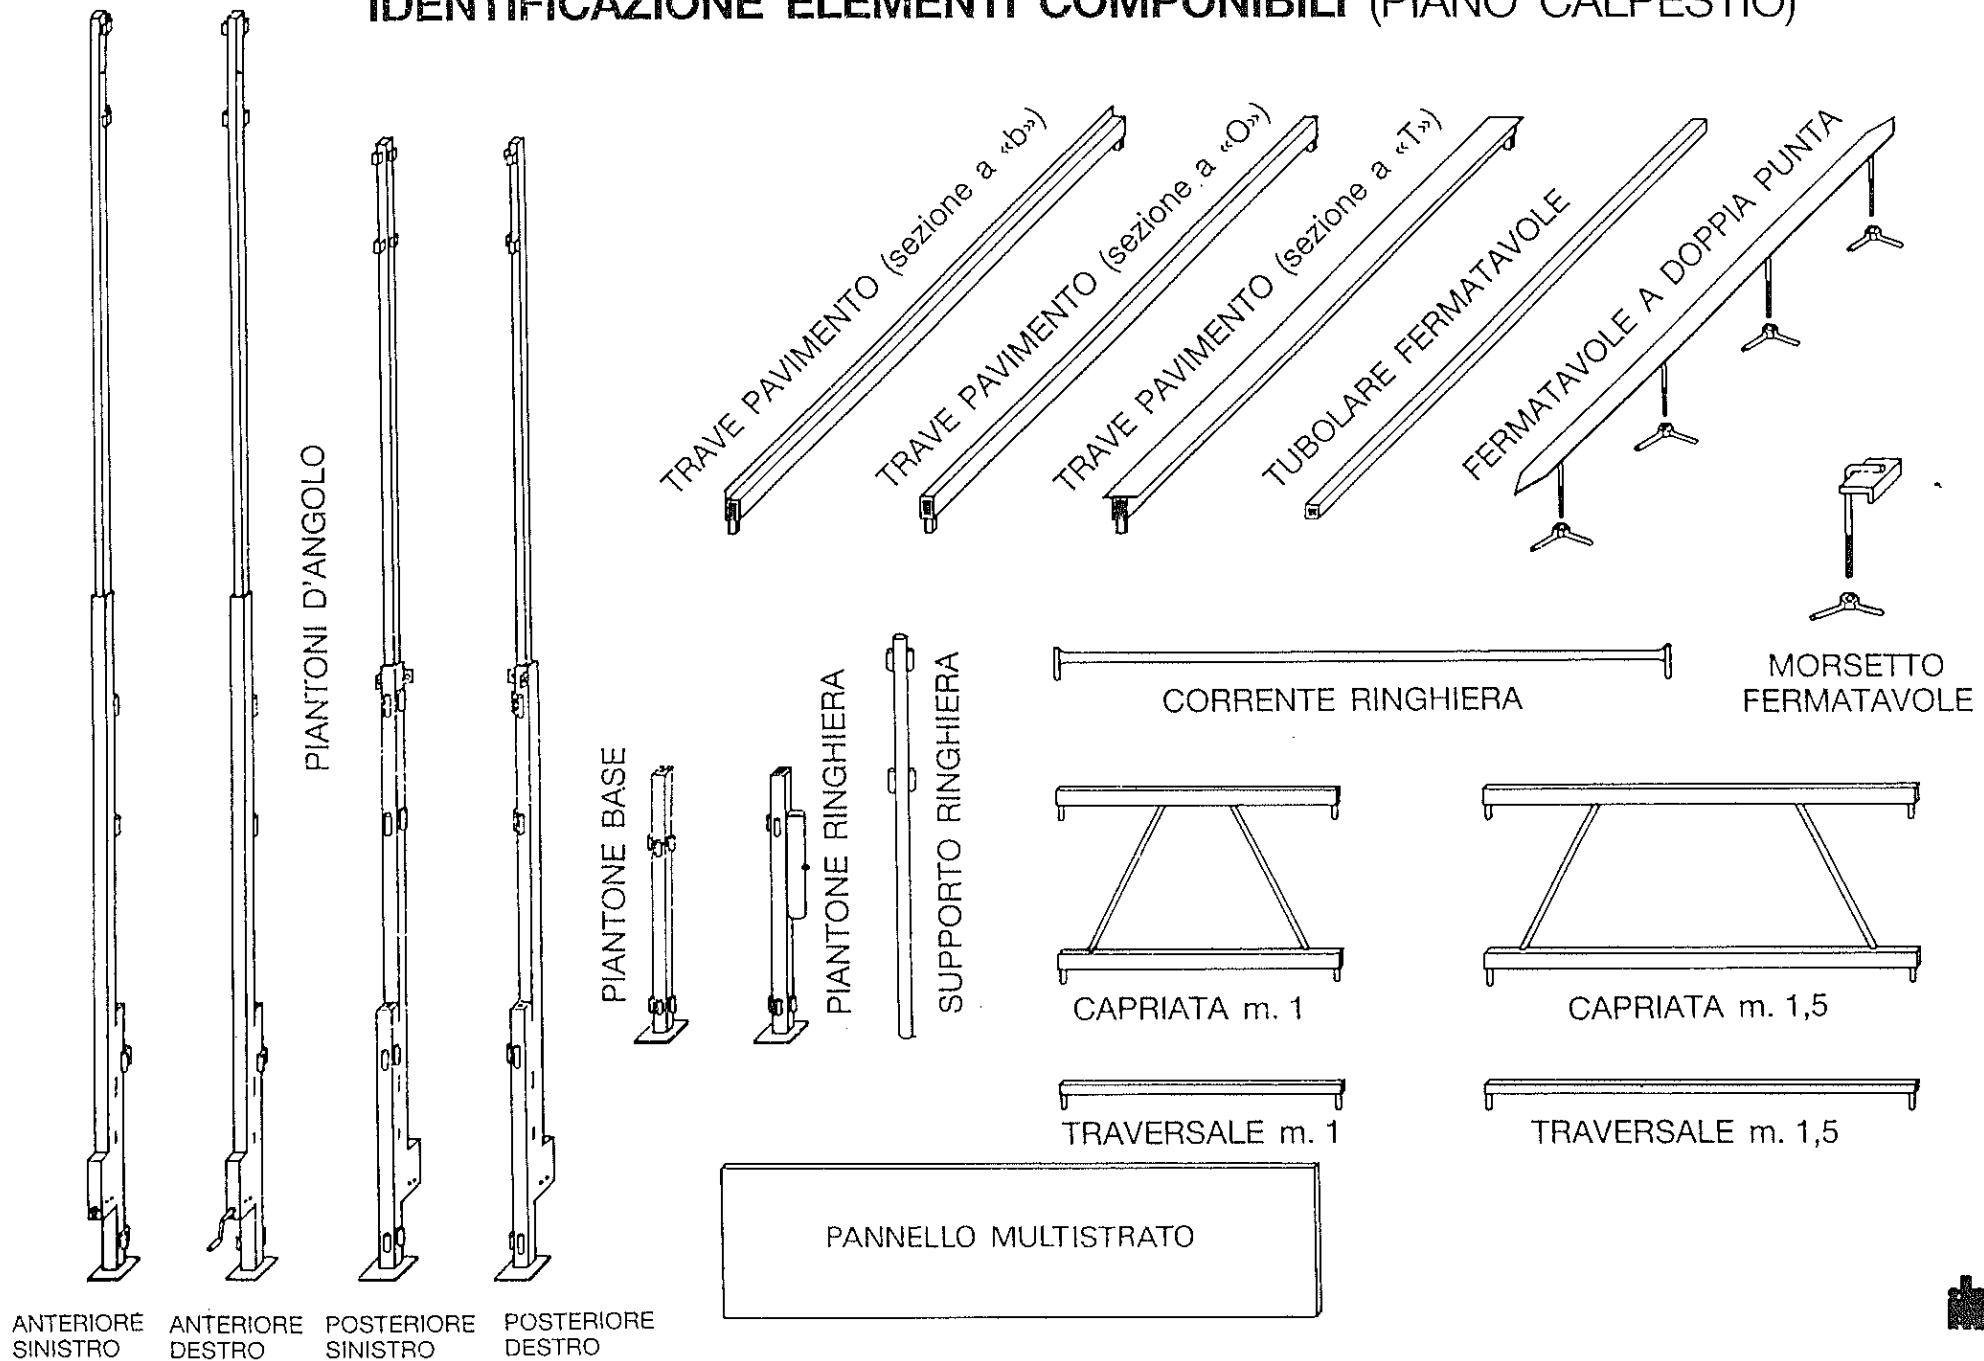 IDENTIFICAZIONE ELEMENTI COMPONIBILI (PIANO CALPESTIO)
TRAVE PAVIMENTO (sezione a «b»)
TRAVE PAVIMENTO (sezione a «O»)
TRAVE PAVIMENTO (sezione a «T»)
TUBOLARE FERMATAVOLE
FERMATAVOLE A DOPPIA PUNTA
PIANTONI D'ANGOLO
MORSETTO
FERMATAVOLE
CORRENTE RINGHIERA
PIANTONE BASE
PIANTONE RINGHIERA
SUPPORTO RINGHIERA
CAPRIATA m. 1
CAPRIATA m. 1,5
TRAVERSALE m. 1
TRAVERSALE m. 1,5
PANNELLO MULTISTRATO
ANTERIORE
SINISTRO
ANTERIORE
DESTRO
POSTERIORE
SINISTRO
POSTERIORE
DESTRO